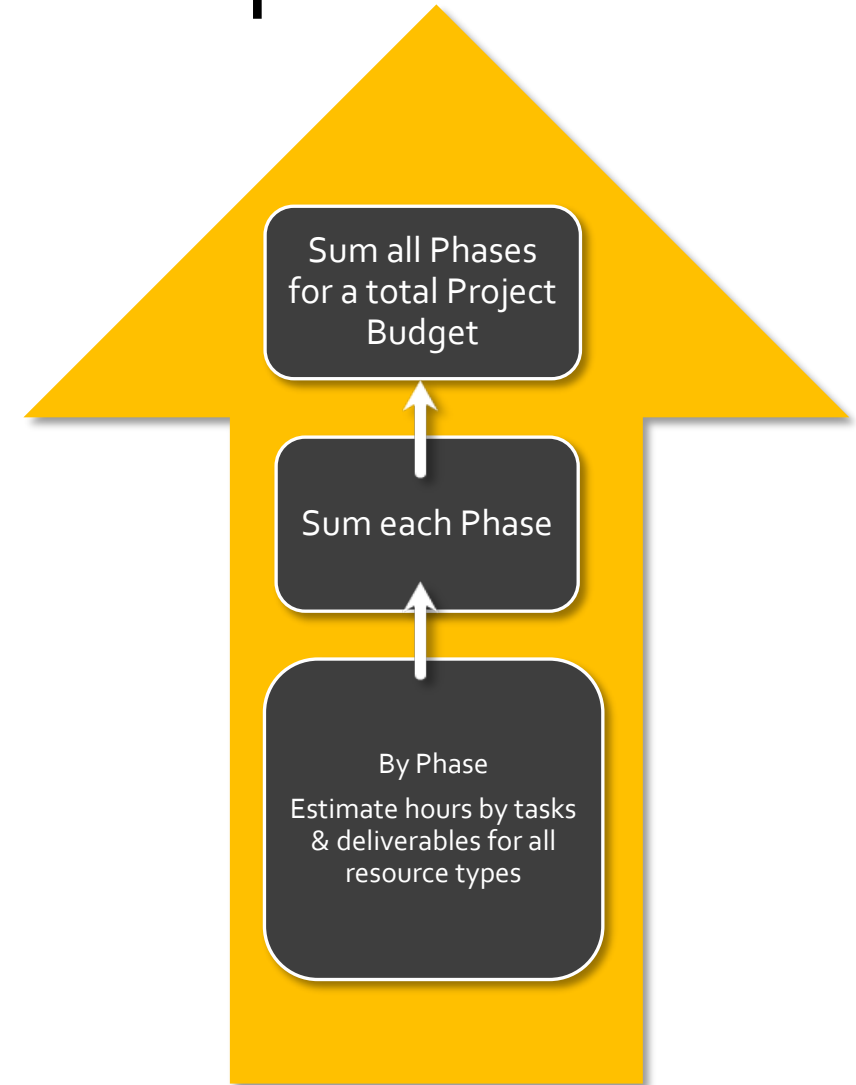 Sum all Phases
for a total Project
Budget
Sum each Phase
By Phase
Estimate hours by tasks
& deliverables for all
resource types